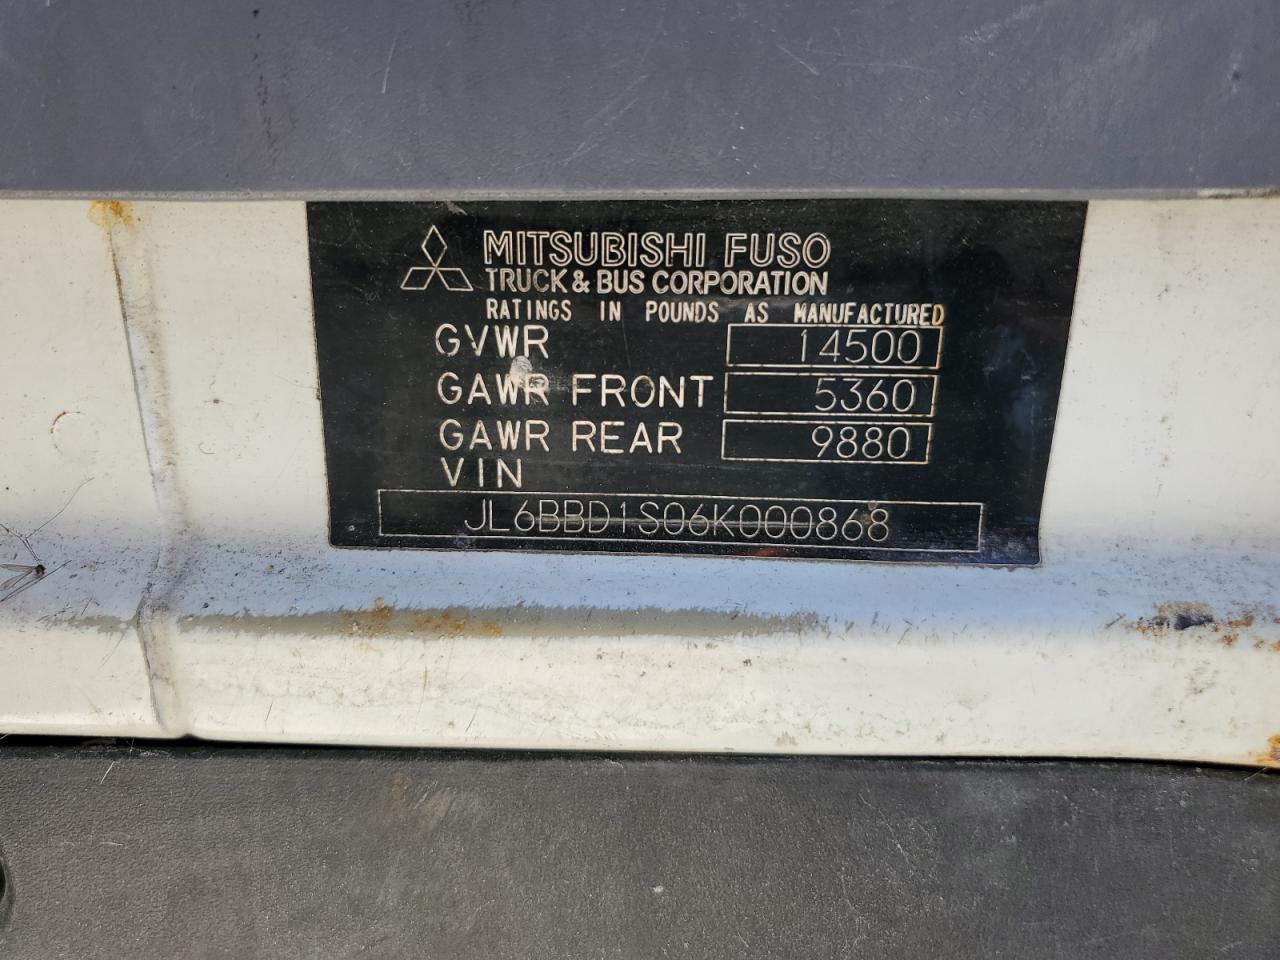 MITSUBISHI FUSO
TRUCK & BUS CORPORATION
RATINGS IN POUNDS AS MANUFACTURED
GVWR 14500
GAWR FRONT 5360
GAWR REAR 9880
VIN
JL6BBD1S06K000868